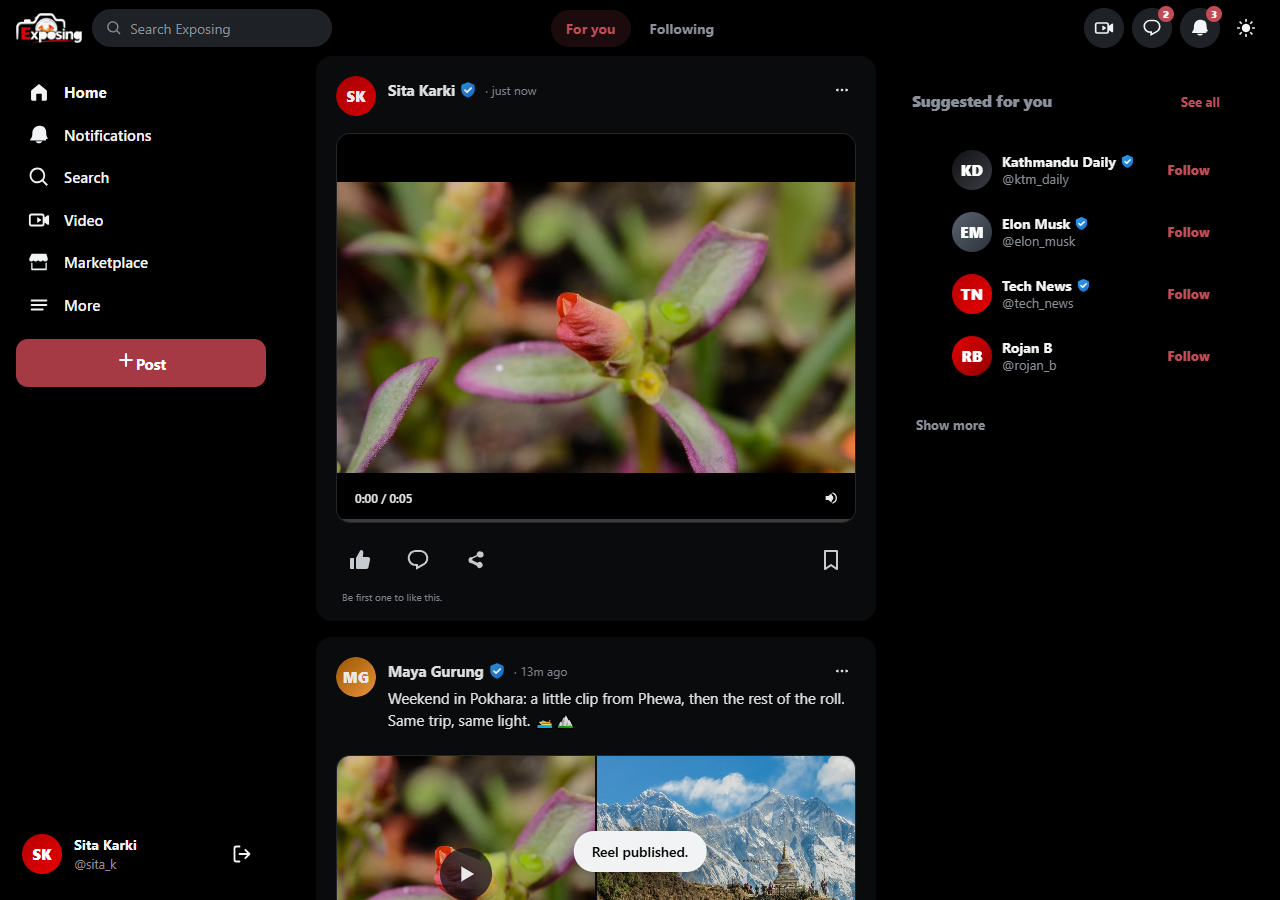 Exposing
Search Exposing
For you
Following
2
3
Home
Notifications
Search
Video
Marketplace
More
Post
SK
Sita Karki
@sita_k
SK
Sita Karki · just now
0:00 / 0:05
Be first one to like this.
MG
Maya Gurung · 13m ago
Weekend in Pokhara: a little clip from Phewa, then the rest of the roll.
Same trip, same light.
Reel published.
Suggested for you
See all
KD
Kathmandu Daily
@ktm_daily
Follow
EM
Elon Musk
@elon_musk
Follow
TN
Tech News
@tech_news
Follow
RB
Rojan B
@rojan_b
Follow
Show more